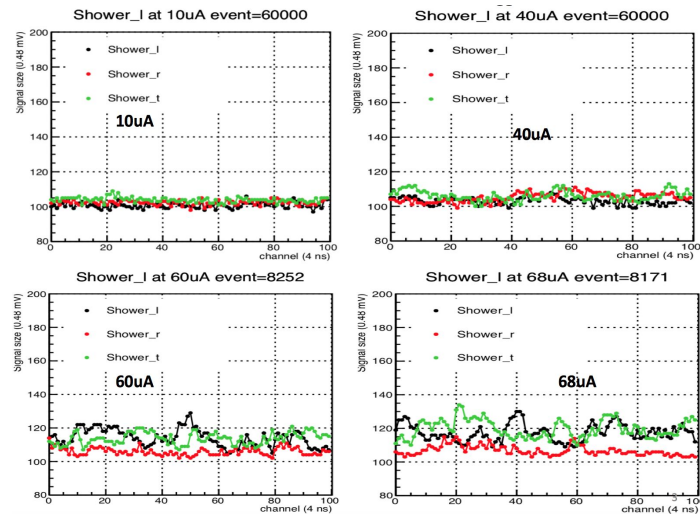 Shower_l at 10uA event=60000
Signal size (0.48 mV)
200
180
160
140
120
100
80
Shower_l
Shower_r
Shower_t
10uA
0 20 40 60 80 100
channel (4 ns)
Shower_l at 40uA event=60000
Signal size (0.48 mV)
200
180
160
140
120
100
80
Shower_l
Shower_r
Shower_t
40uA
0 20 40 60 80 100
channel (4 ns)
Shower_l at 60uA event=8252
Signal size (0.48 mV)
200
180
160
140
120
100
80
Shower_l
Shower_r
Shower_t
60uA
0 20 40 60 80 100
channel (4 ns)
Shower_l at 68uA event=8171
Signal size (0.48 mV)
200
180
160
140
120
100
80
Shower_l
Shower_r
Shower_t
68uA
0 20 40 60 80 100
channel (4 ns)